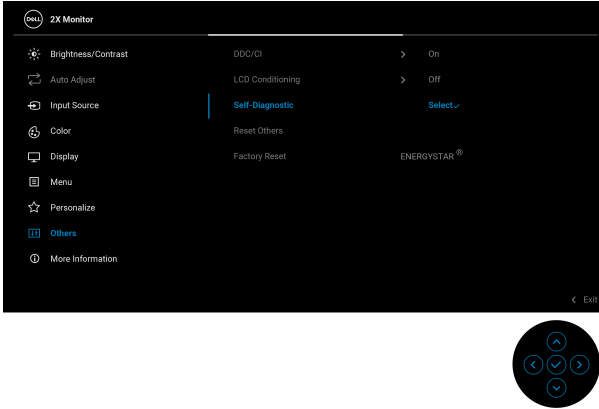 DELL 2X Monitor
Brightness/Contrast DDC/CI On
Auto Adjust LCD Conditioning Off
Input Source Self-Diagnostic Select
Color Reset Others
Display Factory Reset ENERGYSTAR ®
Menu
Personalize
Others
More Information
Exit